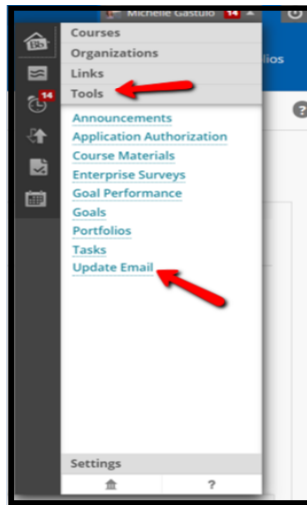 Michelle Gastulo 14
Courses
Organizations
Links
Tools
14
Announcements
Application Authorization
Course Materials
Enterprise Surveys
Goal Performance
Goals
Portfolios
Tasks
Update Email
Settings
?
?